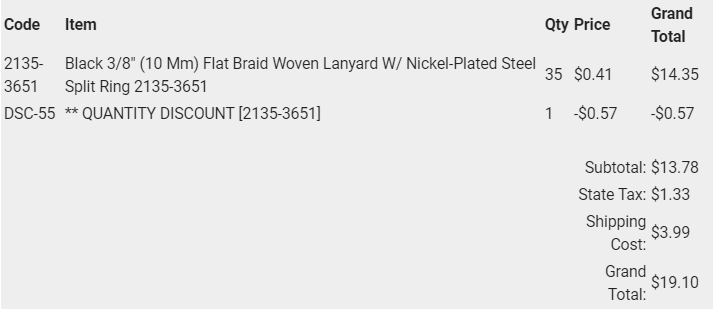 Code Item Qty Price Grand Total
2135-3651 Black 3/8" (10 Mm) Flat Braid Woven Lanyard W/ Nickel-Plated Steel
Split Ring 2135-3651 35 $0.41 $14.35
DSC-55 ** QUANTITY DISCOUNT [2135-3651] 1 -$0.57 -$0.57
Subtotal: $13.78
State Tax: $1.33
Shipping
Cost: $3.99
Grand
Total: $19.10